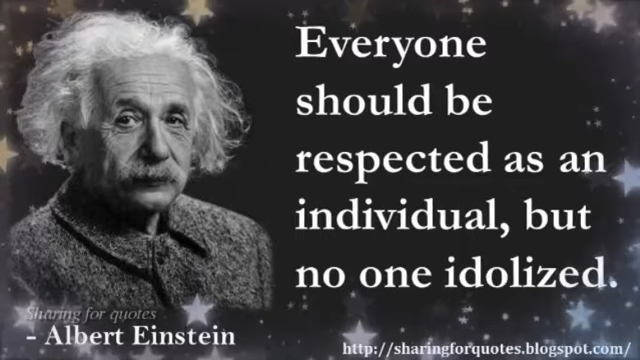 Everyone
should be
respected as an
individual, but
no one idolized.
Sharing for quotes
- Albert Einstein
http://sharingforquotes.blogspot.com/